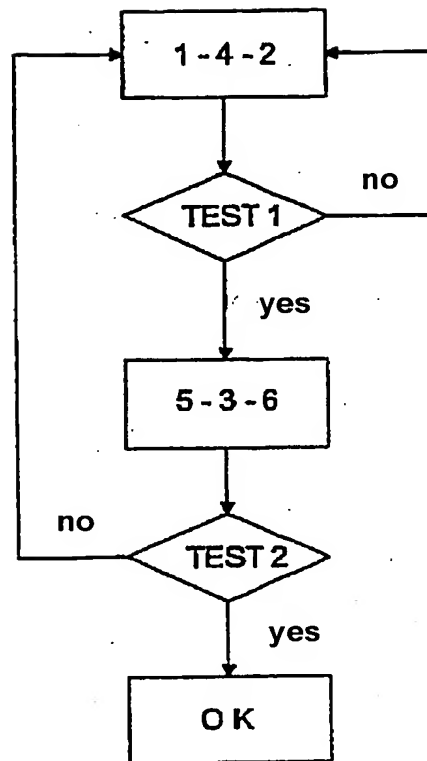 1 - 4 - 2
TEST 1
no
yes
5 - 3 - 6
no
TEST 2
yes
O K